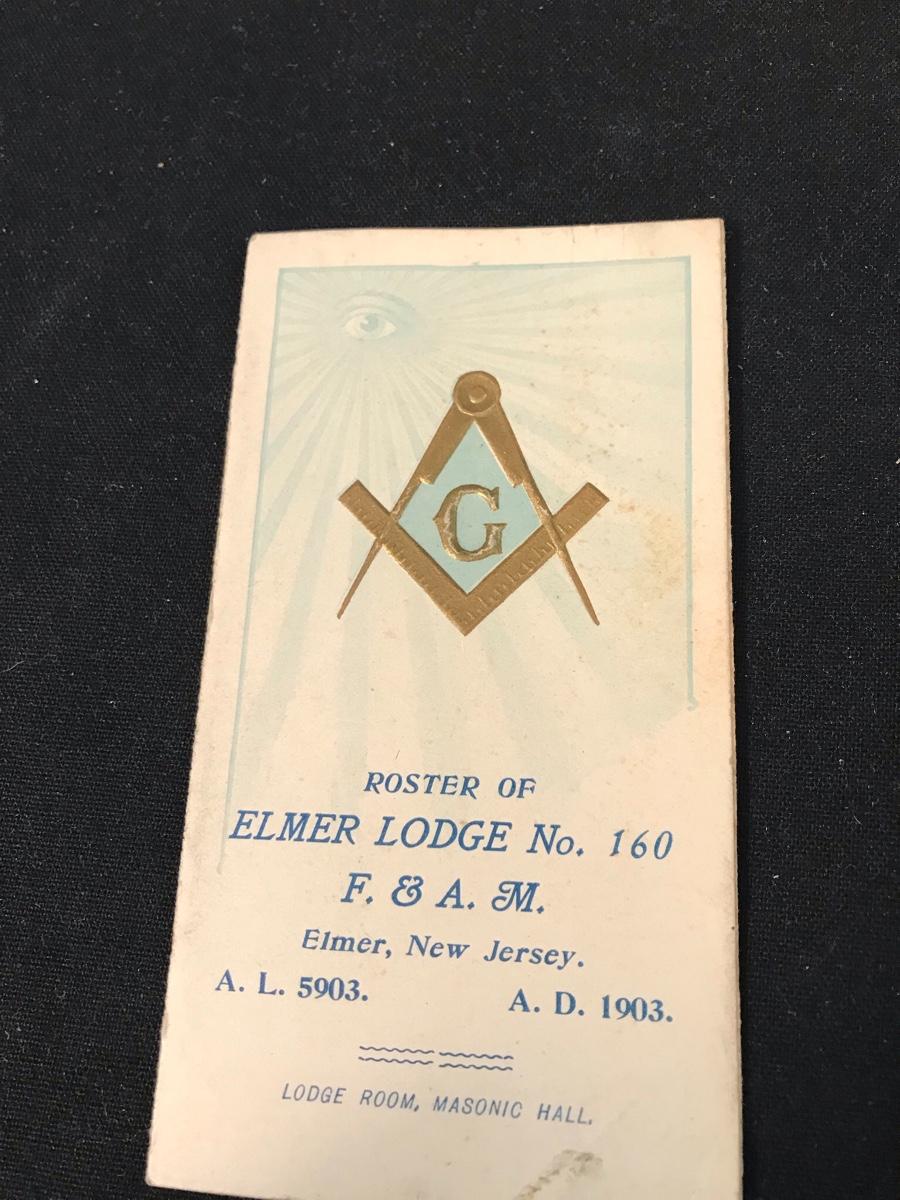 G
ROSTER OF
ELMER LODGE No. 160
F. & A. M.
Elmer, New Jersey.
A. L. 5903. A. D. 1903.
LODGE ROOM, MASONIC HALL.